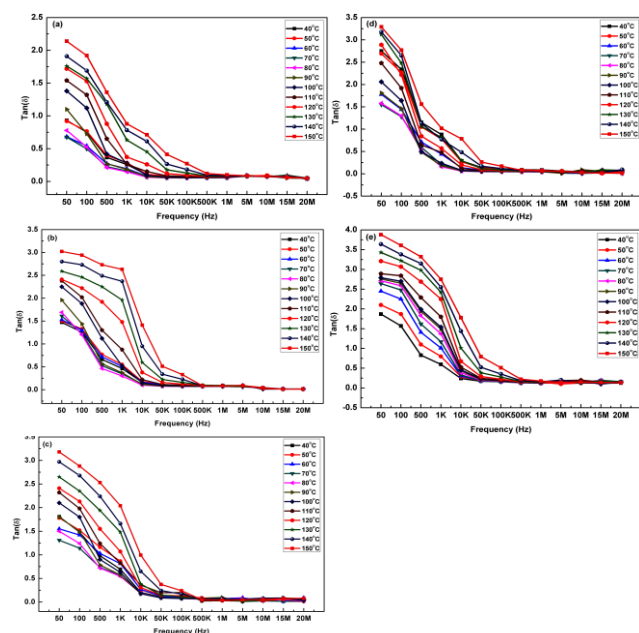 (a)
2.5
2.0
1.5
1.0
0.5
0.0
Tan(δ)
40°C
50°C
60°C
70°C
80°C
90°C
100°C
110°C
120°C
130°C
140°C
150°C
50 100 500 1K 10K 50K 100K 500K 1M 5M 10M 15M 20M
Frequency (Hz)
(d)
3.5
3.0
2.5
2.0
1.5
1.0
0.5
0.0
-0.5
Tan(δ)
40°C
50°C
60°C
70°C
80°C
90°C
100°C
110°C
120°C
130°C
140°C
150°C
50 100 500 1K 10K 50K 100K 500K 1M 5M 10M 15M 20M
Frequency (Hz)
(b)
3.5
3.0
2.5
2.0
1.5
1.0
0.5
0.0
Tan(δ)
40°C
50°C
60°C
70°C
80°C
90°C
100°C
110°C
120°C
130°C
140°C
150°C
50 100 500 1K 10K 50K 100K 500K 1M 5M 10M 15M 20M
Frequency (Hz)
(e)
4.0
3.5
3.0
2.5
2.0
1.5
1.0
0.5
0.0
-0.5
Tan(δ)
40°C
50°C
60°C
70°C
80°C
90°C
100°C
110°C
120°C
130°C
140°C
150°C
50 100 500 1K 10K 50K 100K500K 1M 5M 10M 15M 20M
Frequency (Hz)
(c)
3.5
3.0
2.5
2.0
1.5
1.0
0.5
0.0
Tan(δ)
40°C
50°C
60°C
70°C
80°C
90°C
100°C
110°C
120°C
130°C
140°C
150°C
50 100 500 1K 10K 50K 100K 500K 1M 5M 10M 15M 20M
Frequency (Hz)